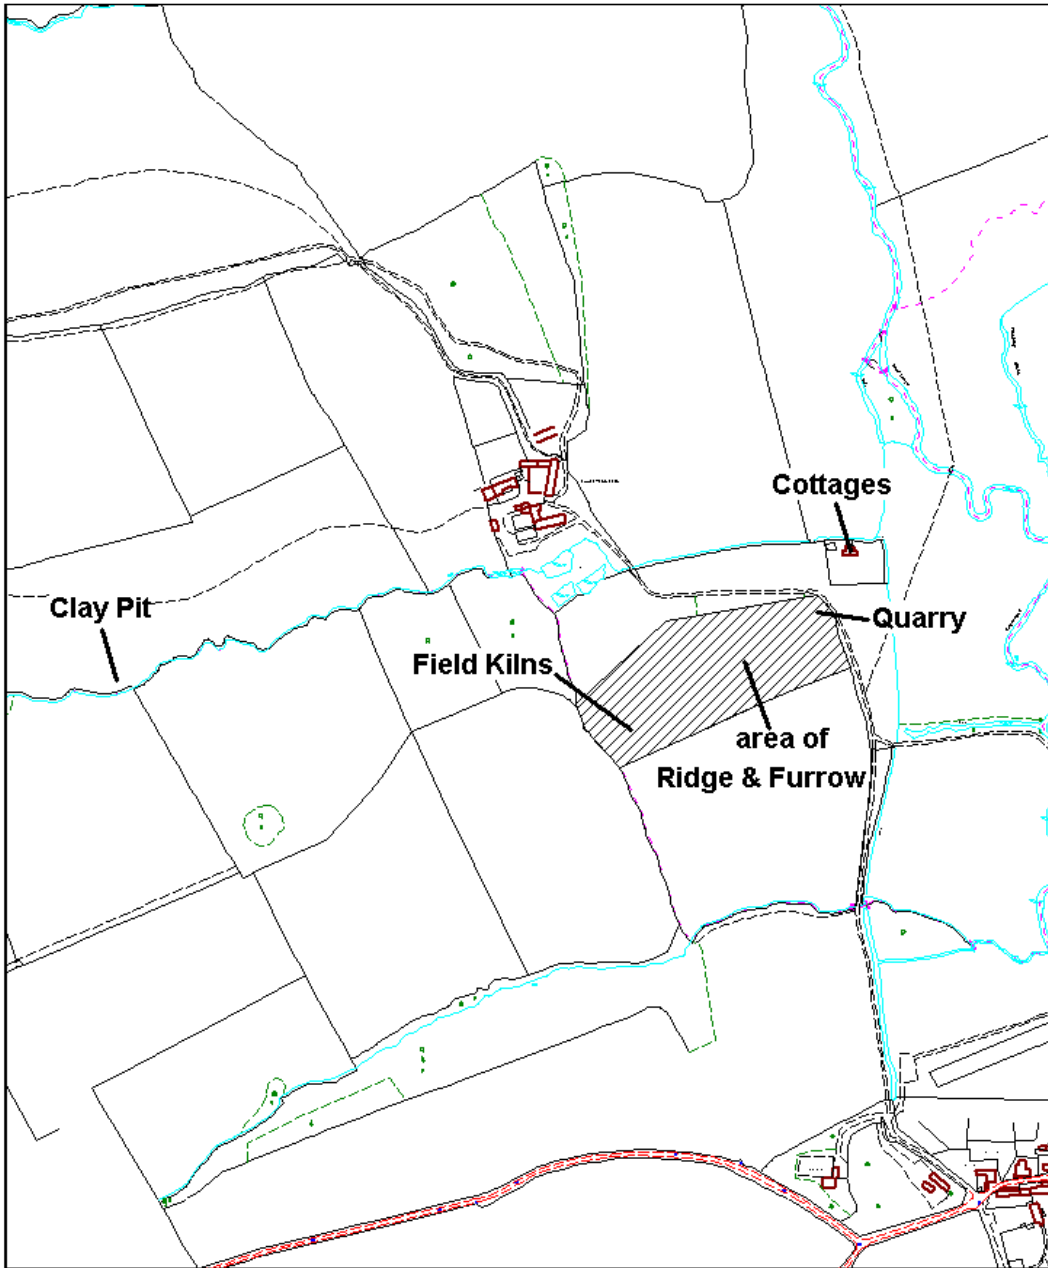 Cottages
Clay Pit
Quarry
Field Kilns
area of
Ridge & Furrow